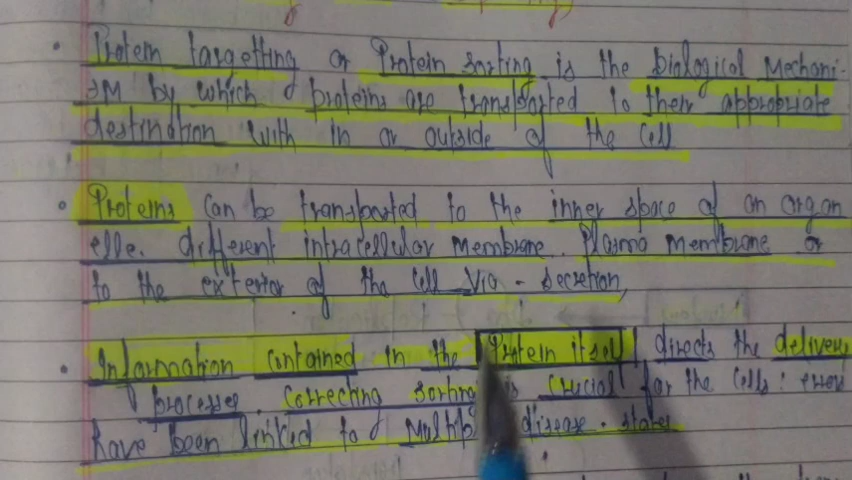 • Protein targetting or Protein sorting is the biological Mechani-
sm by which proteins are transported to their appropriate
destination with in or outside of the cell
• Proteins can be transported to the inner space of an organ
elle. different intracellular membrane. Plasma membrane or
to the exterior of the cell via - secretion,
• Information contained in the Protein itself directs the delivery
processes. Correcting sorting is crucial for the cells: error
have been linked to multiple disease. states